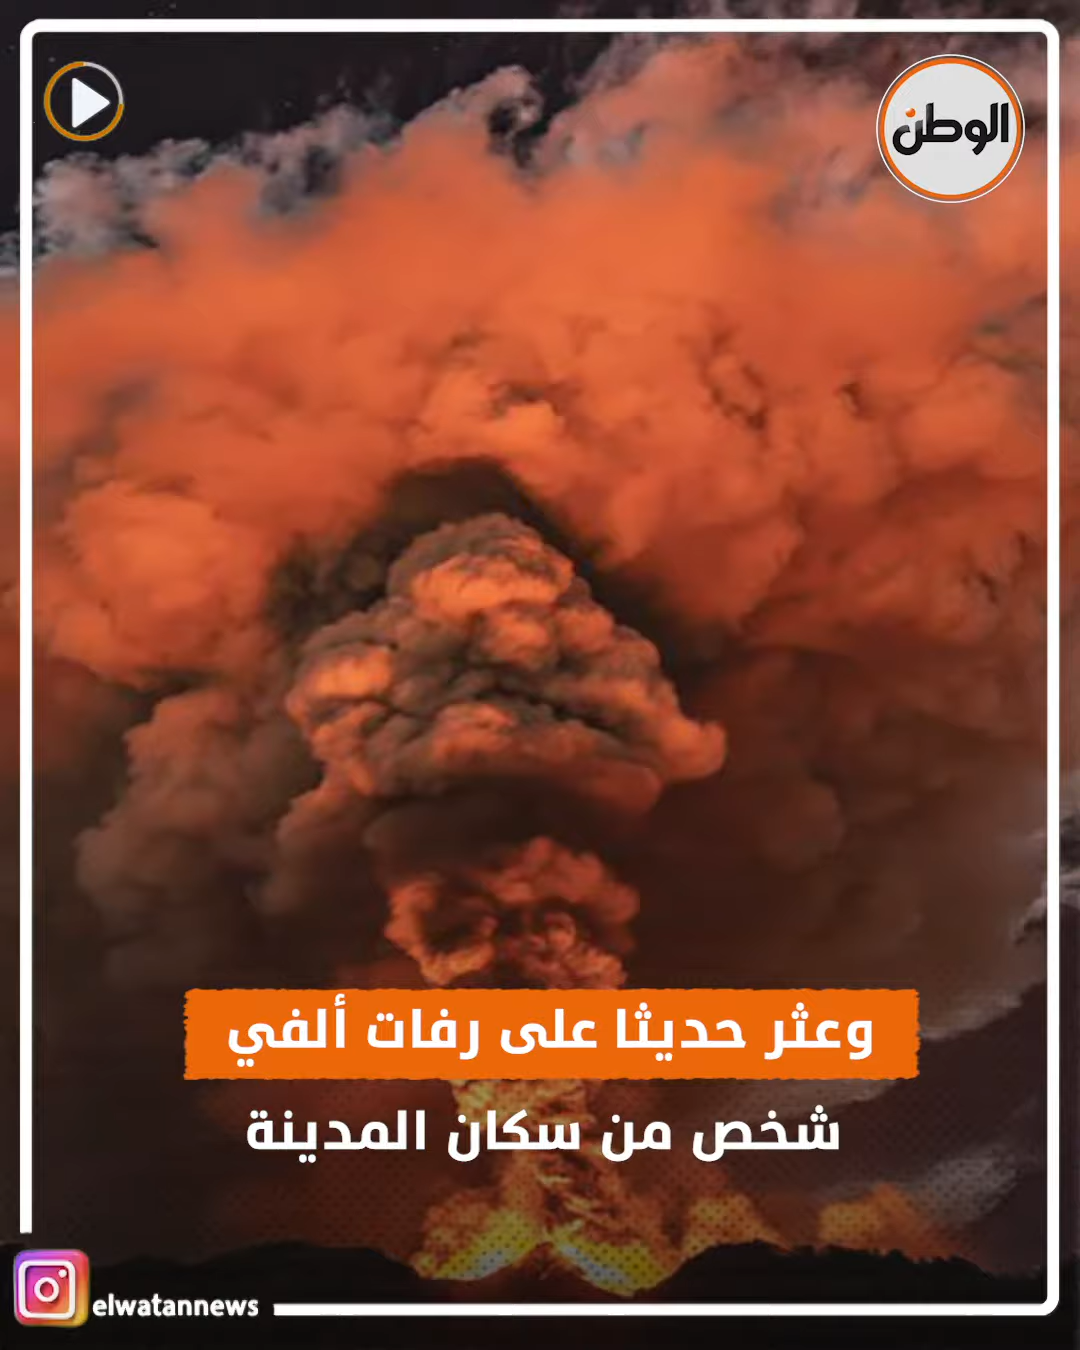 الوطن
وعثر حديثا على رفات ألفي
شخص من سكان المدينة
elwatannews